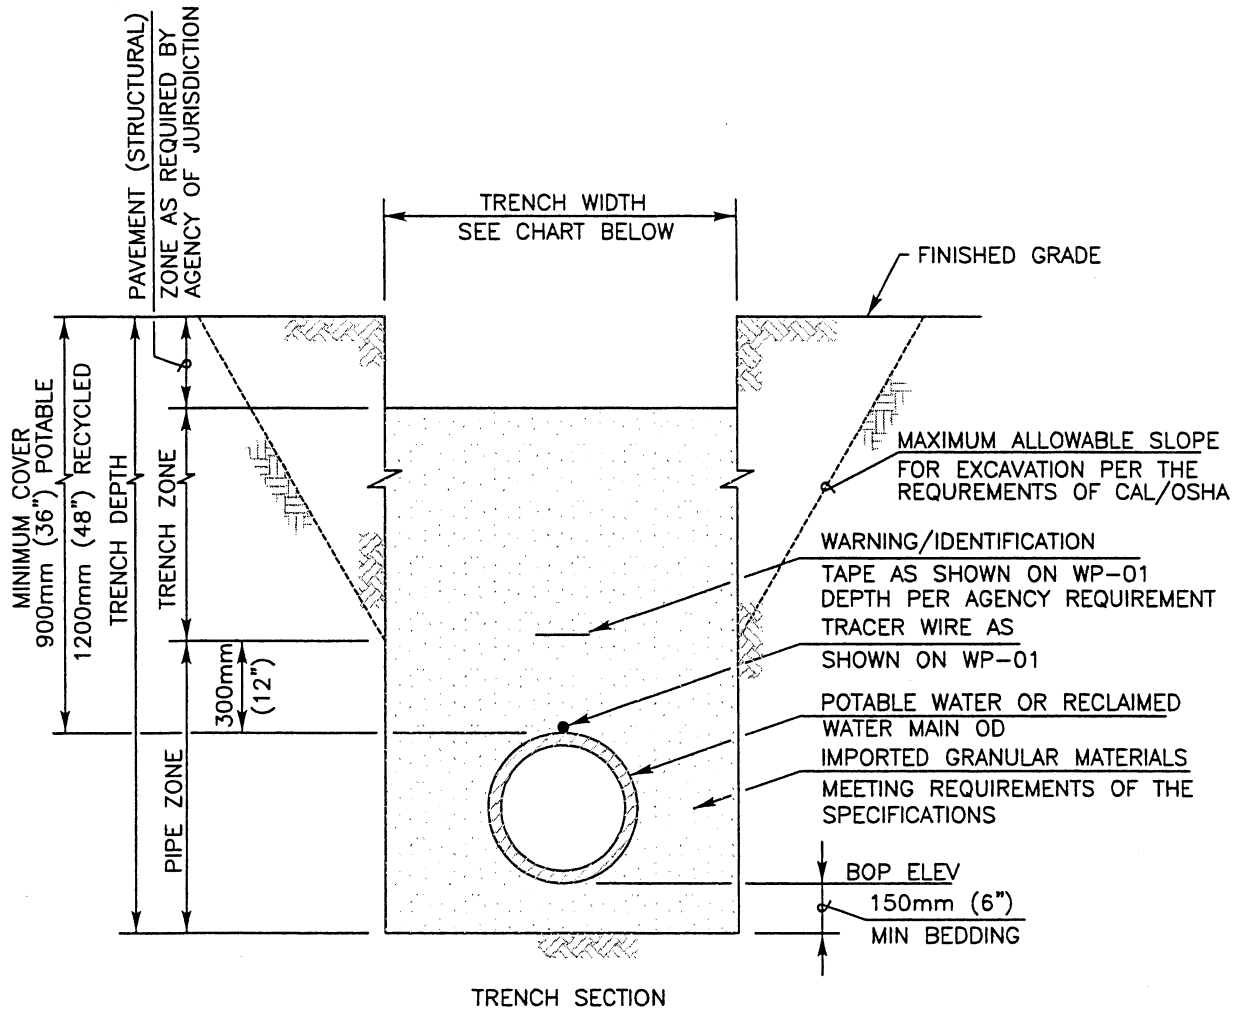 PAVEMENT (STRUCTURAL)
ZONE AS REQUIRED BY
AGENCY OF JURISDICTION
TRENCH WIDTH
SEE CHART BELOW
FINISHED GRADE
MINIMUM COVER
900mm (36") POTABLE
1200mm (48") RECYCLED
TRENCH DEPTH
TRENCH ZONE
MAXIMUM ALLOWABLE SLOPE
FOR EXCAVATION PER THE
REQUREMENTS OF CAL/OSHA
WARNING/IDENTIFICATION
TAPE AS SHOWN ON WP-01
DEPTH PER AGENCY REQUIREMENT
TRACER WIRE AS
SHOWN ON WP-01
300mm
(12")
POTABLE WATER OR RECLAIMED
WATER MAIN OD
IMPORTED GRANULAR MATERIALS
MEETING REQUIREMENTS OF THE
SPECIFICATIONS
PIPE ZONE
BOP ELEV
150mm (6")
MIN BEDDING
TRENCH SECTION